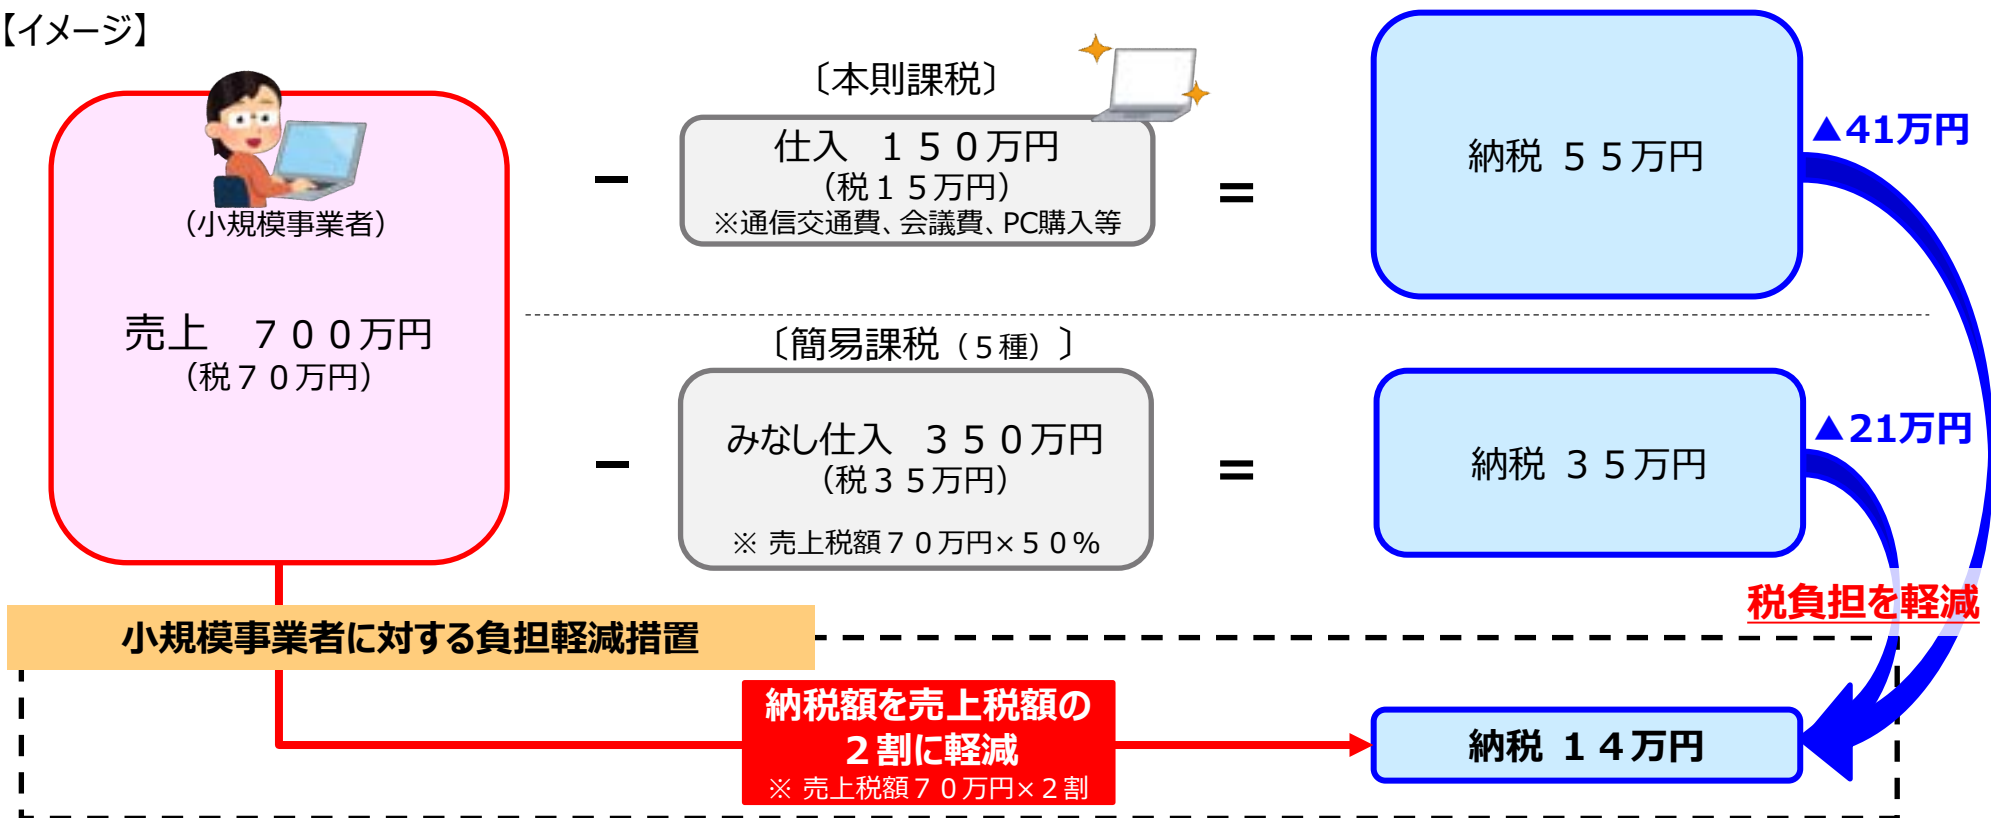 【イメージ】
（小規模事業者）
売上　７００万円
（税７０万円）
〔本則課税〕
－
仕入　１５０万円
（税１５万円）
※通信交通費、会議費、PC購入等
＝
納税 ５５万円
▲41万円
〔簡易課税（５種）〕
－
みなし仕入　３５０万円
（税３５万円）
※ 売上税額７０万円×５０％
＝
納税 ３５万円
▲21万円
税負担を軽減
小規模事業者に対する負担軽減措置
納税額を売上税額の
２割に軽減
※ 売上税額７０万円×２割
納税 １４万円